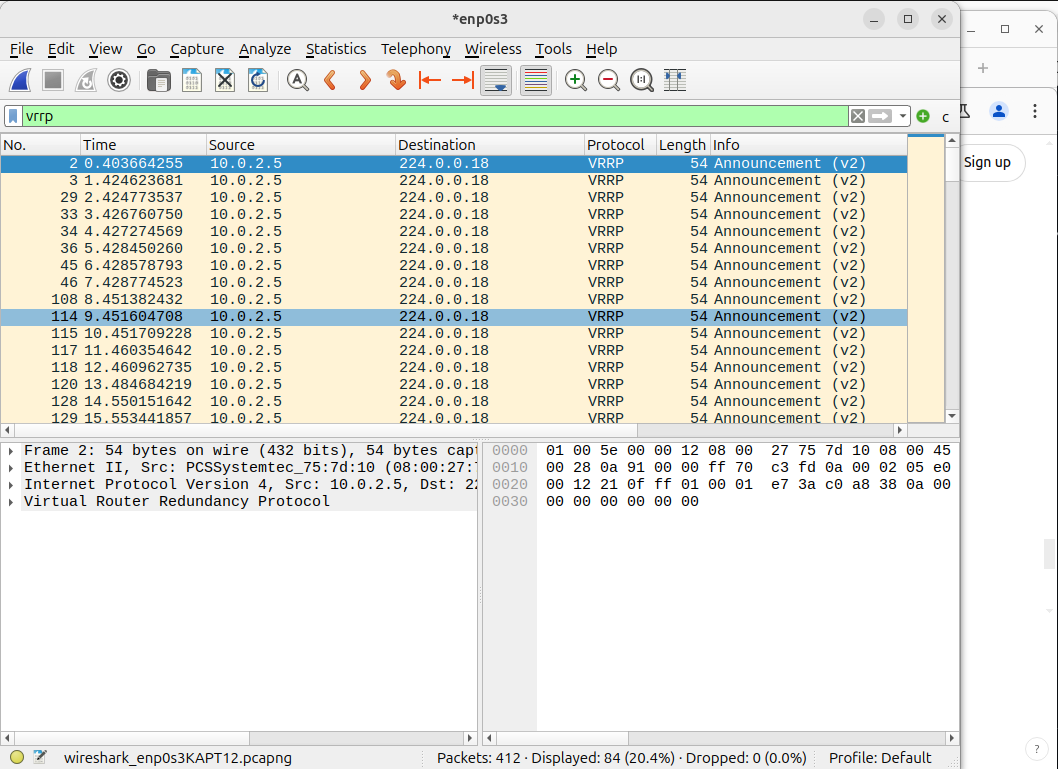 *enp0s3
File Edit View Go Capture Analyze Statistics Telephony Wireless Tools Help
vrrp
No. Time Source Destination Protocol Length Info
2 0.403664255 10.0.2.5 224.0.0.18 VRRP 54 Announcement (v2)
3 1.424623681 10.0.2.5 224.0.0.18 VRRP 54 Announcement (v2)
29 2.424773537 10.0.2.5 224.0.0.18 VRRP 54 Announcement (v2)
33 3.426760750 10.0.2.5 224.0.0.18 VRRP 54 Announcement (v2)
34 4.427274569 10.0.2.5 224.0.0.18 VRRP 54 Announcement (v2)
36 5.428450260 10.0.2.5 224.0.0.18 VRRP 54 Announcement (v2)
45 6.428578793 10.0.2.5 224.0.0.18 VRRP 54 Announcement (v2)
46 7.428774523 10.0.2.5 224.0.0.18 VRRP 54 Announcement (v2)
108 8.451382432 10.0.2.5 224.0.0.18 VRRP 54 Announcement (v2)
114 9.451604708 10.0.2.5 224.0.0.18 VRRP 54 Announcement (v2)
115 10.451709228 10.0.2.5 224.0.0.18 VRRP 54 Announcement (v2)
117 11.460354642 10.0.2.5 224.0.0.18 VRRP 54 Announcement (v2)
118 12.460962735 10.0.2.5 224.0.0.18 VRRP 54 Announcement (v2)
120 13.484684219 10.0.2.5 224.0.0.18 VRRP 54 Announcement (v2)
128 14.550151642 10.0.2.5 224.0.0.18 VRRP 54 Announcement (v2)
129 15.553441857 10.0.2.5 224.0.0.18 VRRP 54 Announcement (v2)
Sign up
Frame 2: 54 bytes on wire (432 bits), 54 bytes capt
Ethernet II, Src: PCSSystemtec_75:7d:10 (08:00:27:7
Internet Protocol Version 4, Src: 10.0.2.5, Dst: 22
Virtual Router Redundancy Protocol
0000 01 00 5e 00 00 12 08 00 27 75 7d 10 08 00 45
0010 00 28 0a 91 00 00 ff 70 c3 fd 0a 00 02 05 e0
0020 00 12 21 0f ff 01 00 01 e7 3a c0 a8 38 0a 00
0030 00 00 00 00 00 00
wireshark_enp0s3KAPT12.pcapng Packets: 412 · Displayed: 84 (20.4%) · Dropped: 0 (0.0%) Profile: Default